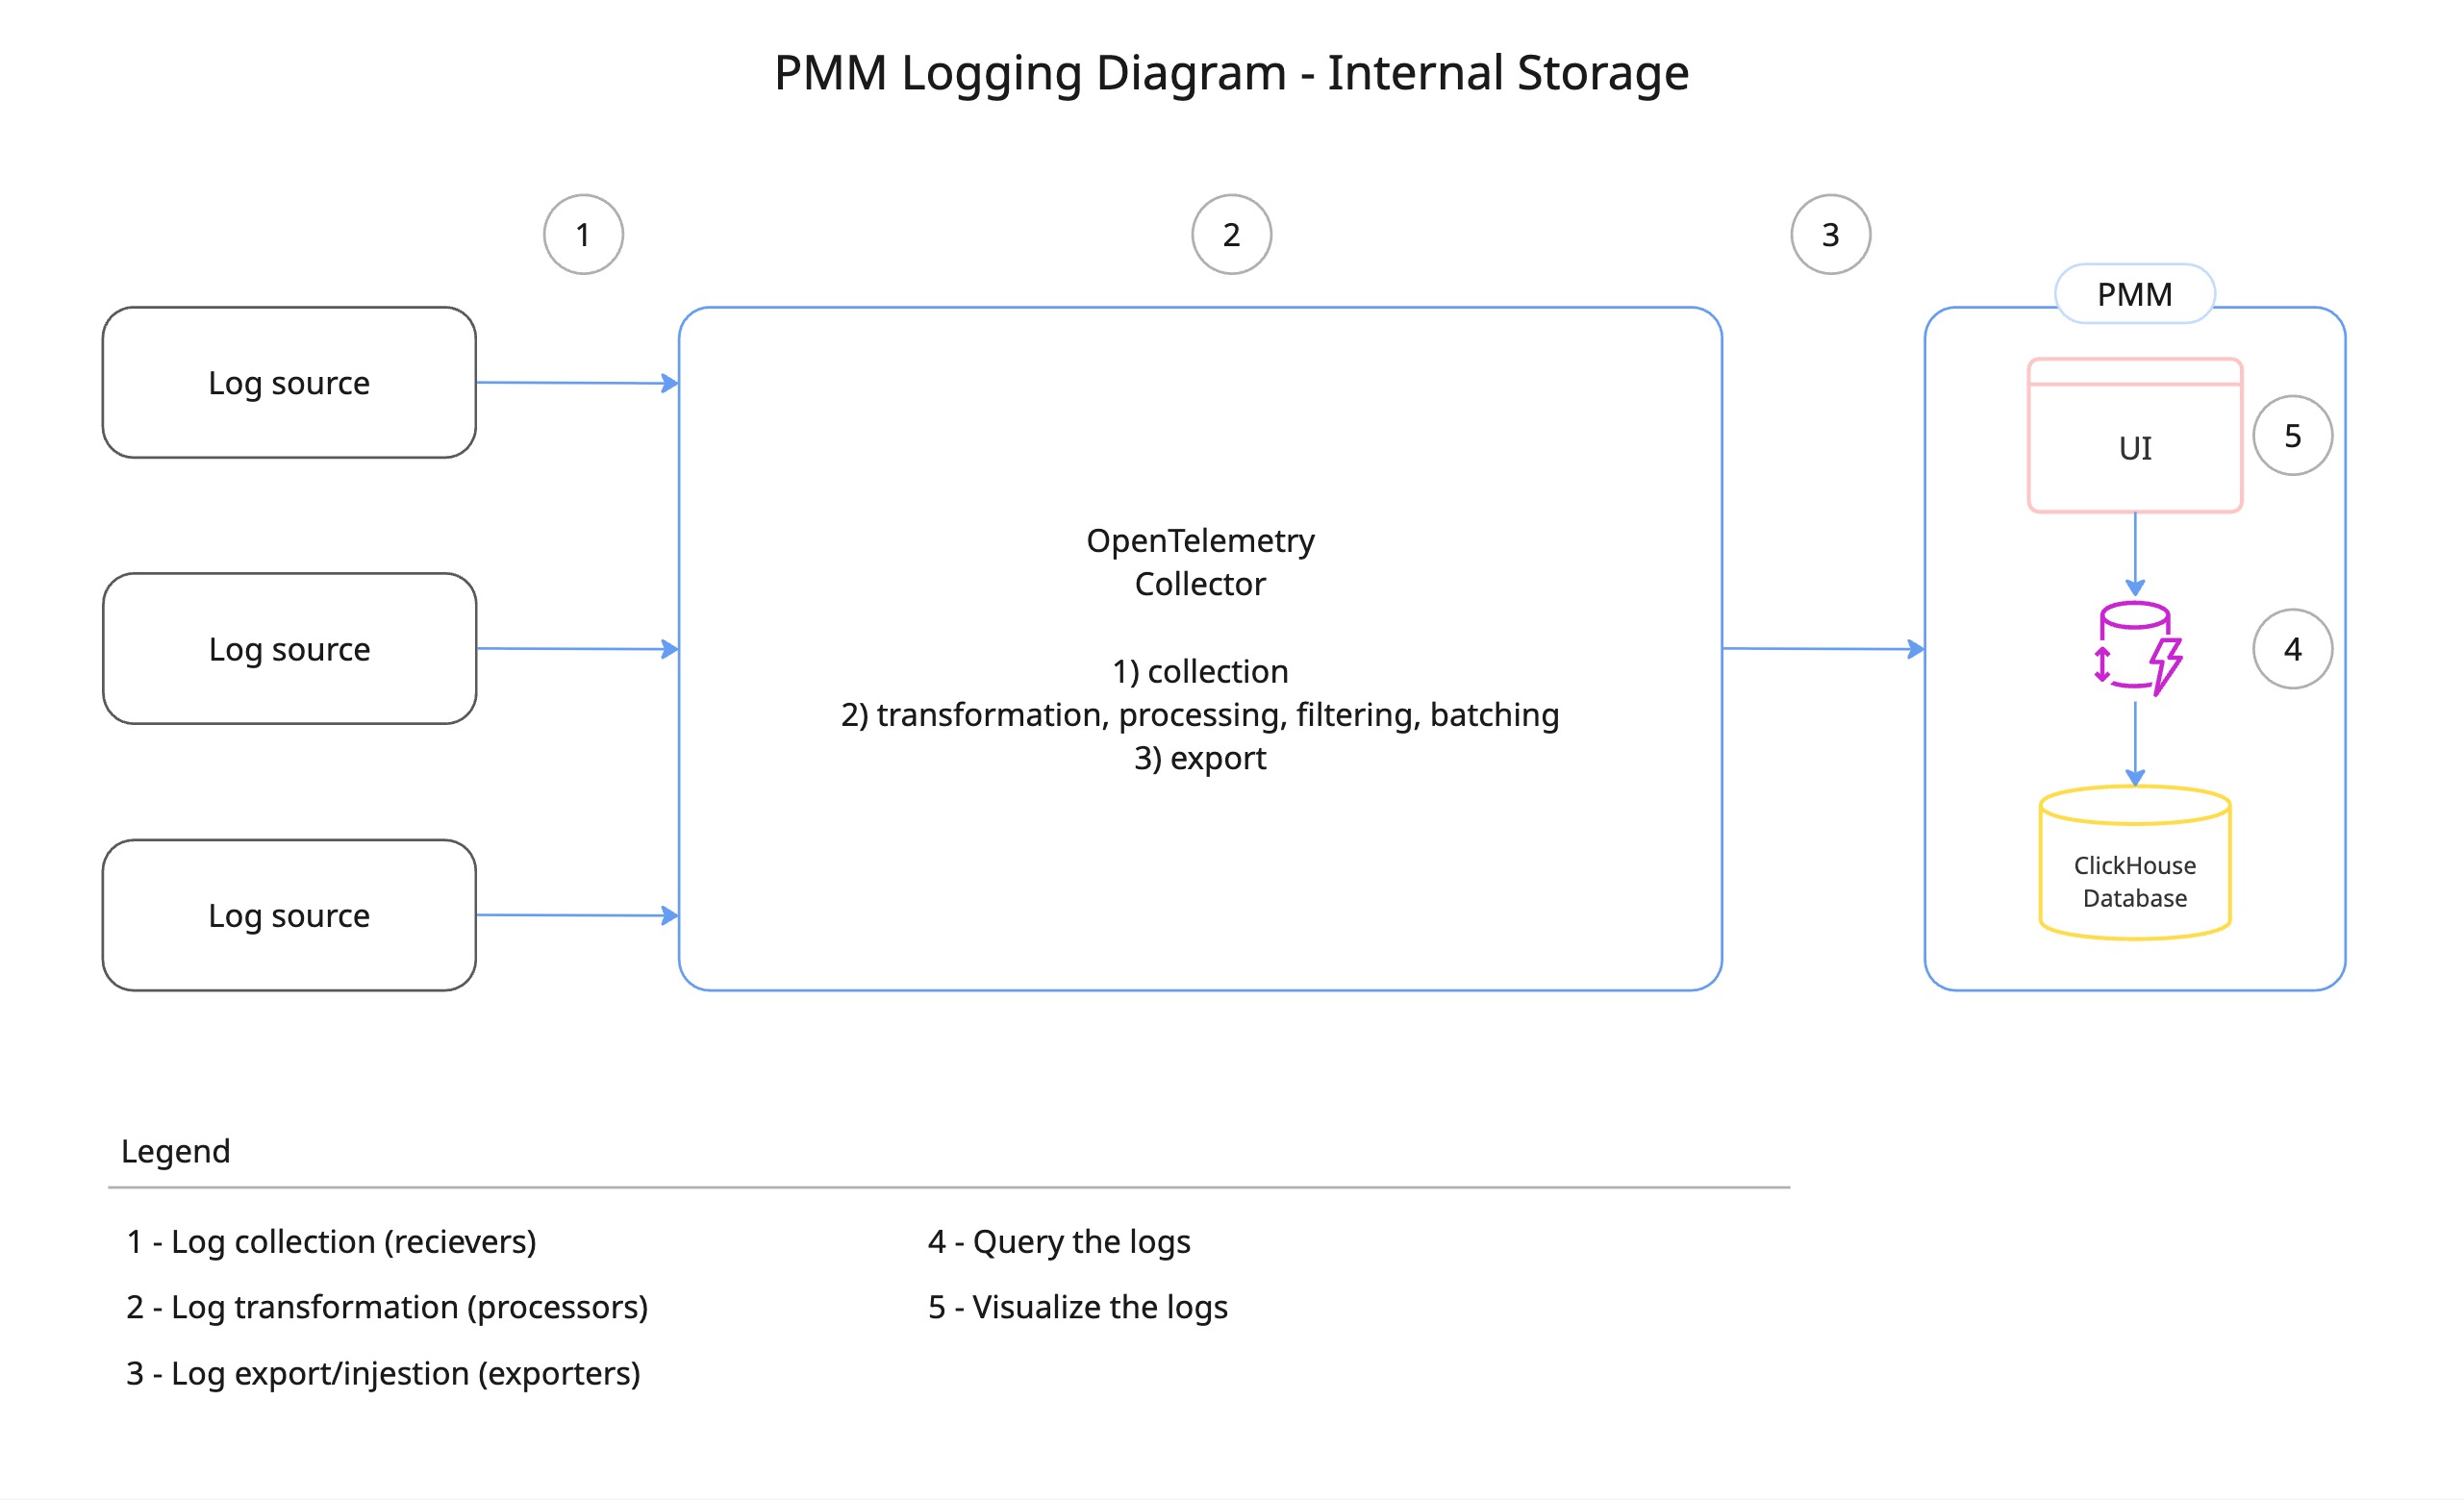 PMM Logging Diagram - Internal Storage
1
2
3
PMM
Log source
UI
5
Log source
OpenTelemetry
Collector
1) collection
2) transformation, processing, filtering, batching
3) export
4
Log source
ClickHouse
Database
Legend
1 - Log collection (recievers)
2 - Log transformation (processors)
3 - Log export/injestion (exporters)
4 - Query the logs
5 - Visualize the logs